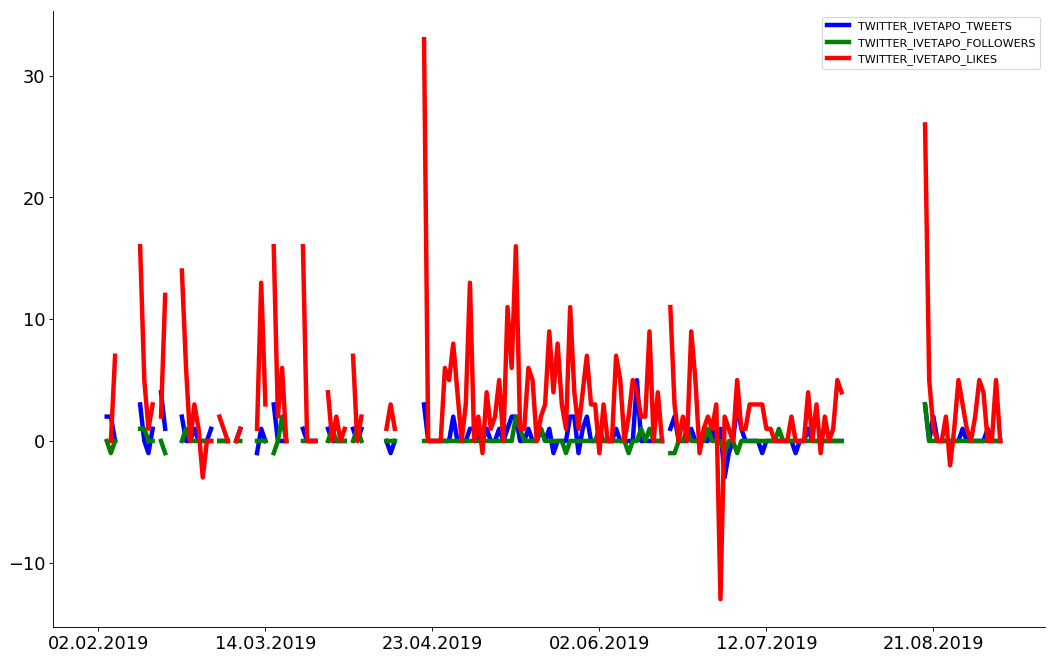 TWITTER_IVETAPO_TWEETS
TWITTER_IVETAPO_FOLLOWERS
TWITTER_IVETAPO_LIKES
30
20
10
0
−10
02.02.2019 14.03.2019 23.04.2019 02.06.2019 12.07.2019 21.08.2019